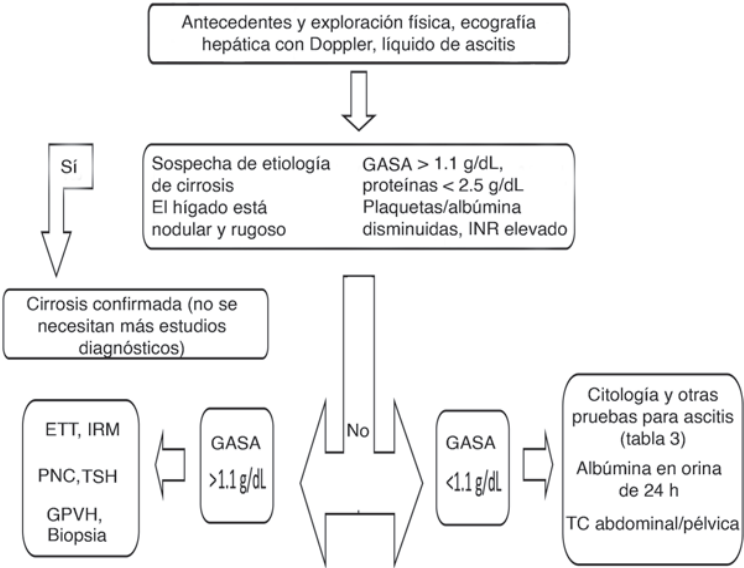 Antecedentes y exploración física, ecografía
hepática con Doppler, líquido de ascitis
Sí
Sospecha de etiología
de cirrosis
El hígado está
nodular y rugoso
GASA > 1.1 g/dL,
proteínas < 2.5 g/dL
Plaquetas/albúmina
disminuidas, INR elevado
Cirrosis confirmada (no se
necesitan más estudios
diagnósticos)
No
ETT, IRM
PNC,TSH
GPVH,
Biopsia
GASA
>1.1 g/dL
GASA
<1.1 g/dL
Citología y otras
pruebas para ascitis
(tabla 3)
Albúmina en orina
de 24 h
TC abdominal/pélvica